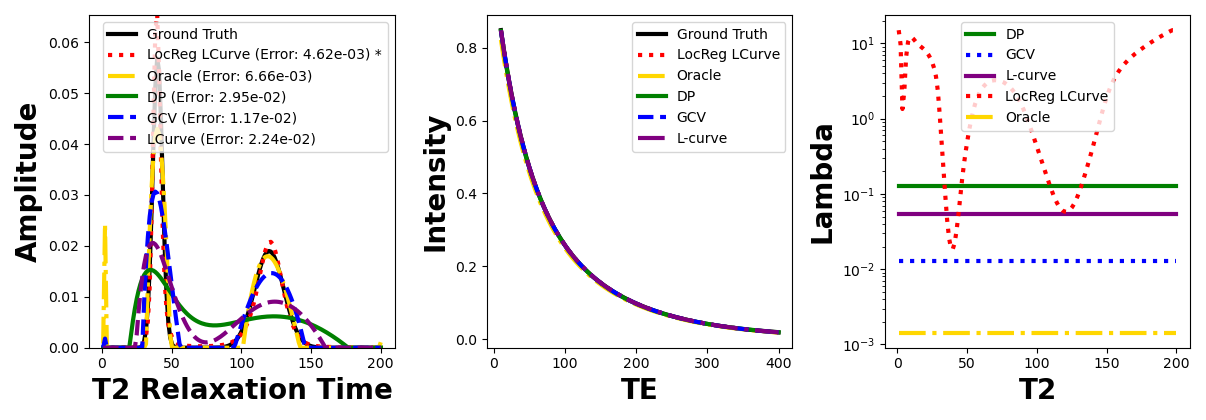 Amplitude
0.00
0.01
0.02
0.03
0.04
0.05
0.06
0
50
100
150
200
T2 Relaxation Time
Ground Truth
LocReg LCurve (Error: 4.62e-03) *
Oracle (Error: 6.66e-03)
DP (Error: 2.95e-02)
GCV (Error: 1.17e-02)
LCurve (Error: 2.24e-02)
Intensity
0.0
0.2
0.4
0.6
0.8
0
100
200
300
400
TE
Ground Truth
LocReg LCurve
Oracle
DP
GCV
L-curve
Lambda
10⁻³
10⁻²
10⁻¹
10⁰
10¹
0
50
100
150
200
T2
DP
GCV
L-curve
LocReg LCurve
Oracle